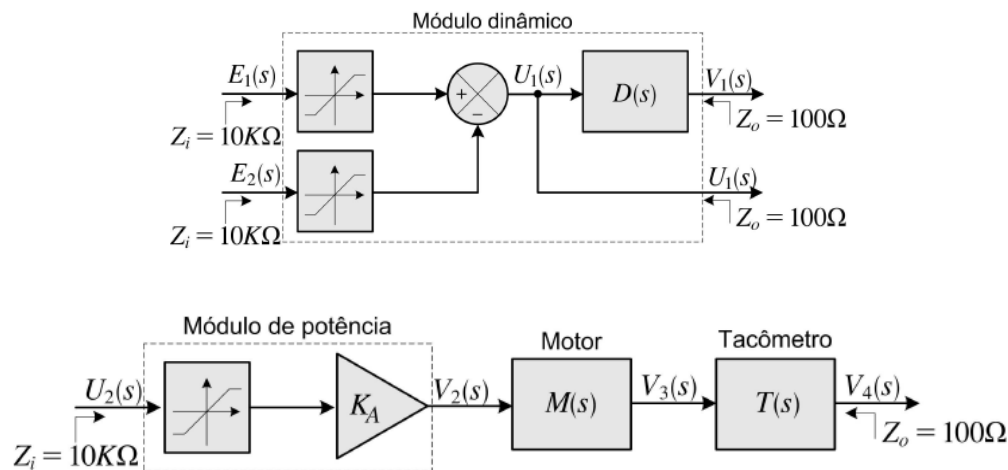 Módulo dinâmico
E₁(s)
Zᵢ = 10KΩ
E₂(s)
Zᵢ = 10KΩ
+
−
U₁(s)
D(s)
V₁(s)
Zₒ = 100Ω
U₁(s)
Zₒ = 100Ω
Módulo de potência
U₂(s)
Zᵢ = 10KΩ
K_A
V₂(s)
Motor
M(s)
V₃(s)
Tacômetro
T(s)
V₄(s)
Zₒ = 100Ω